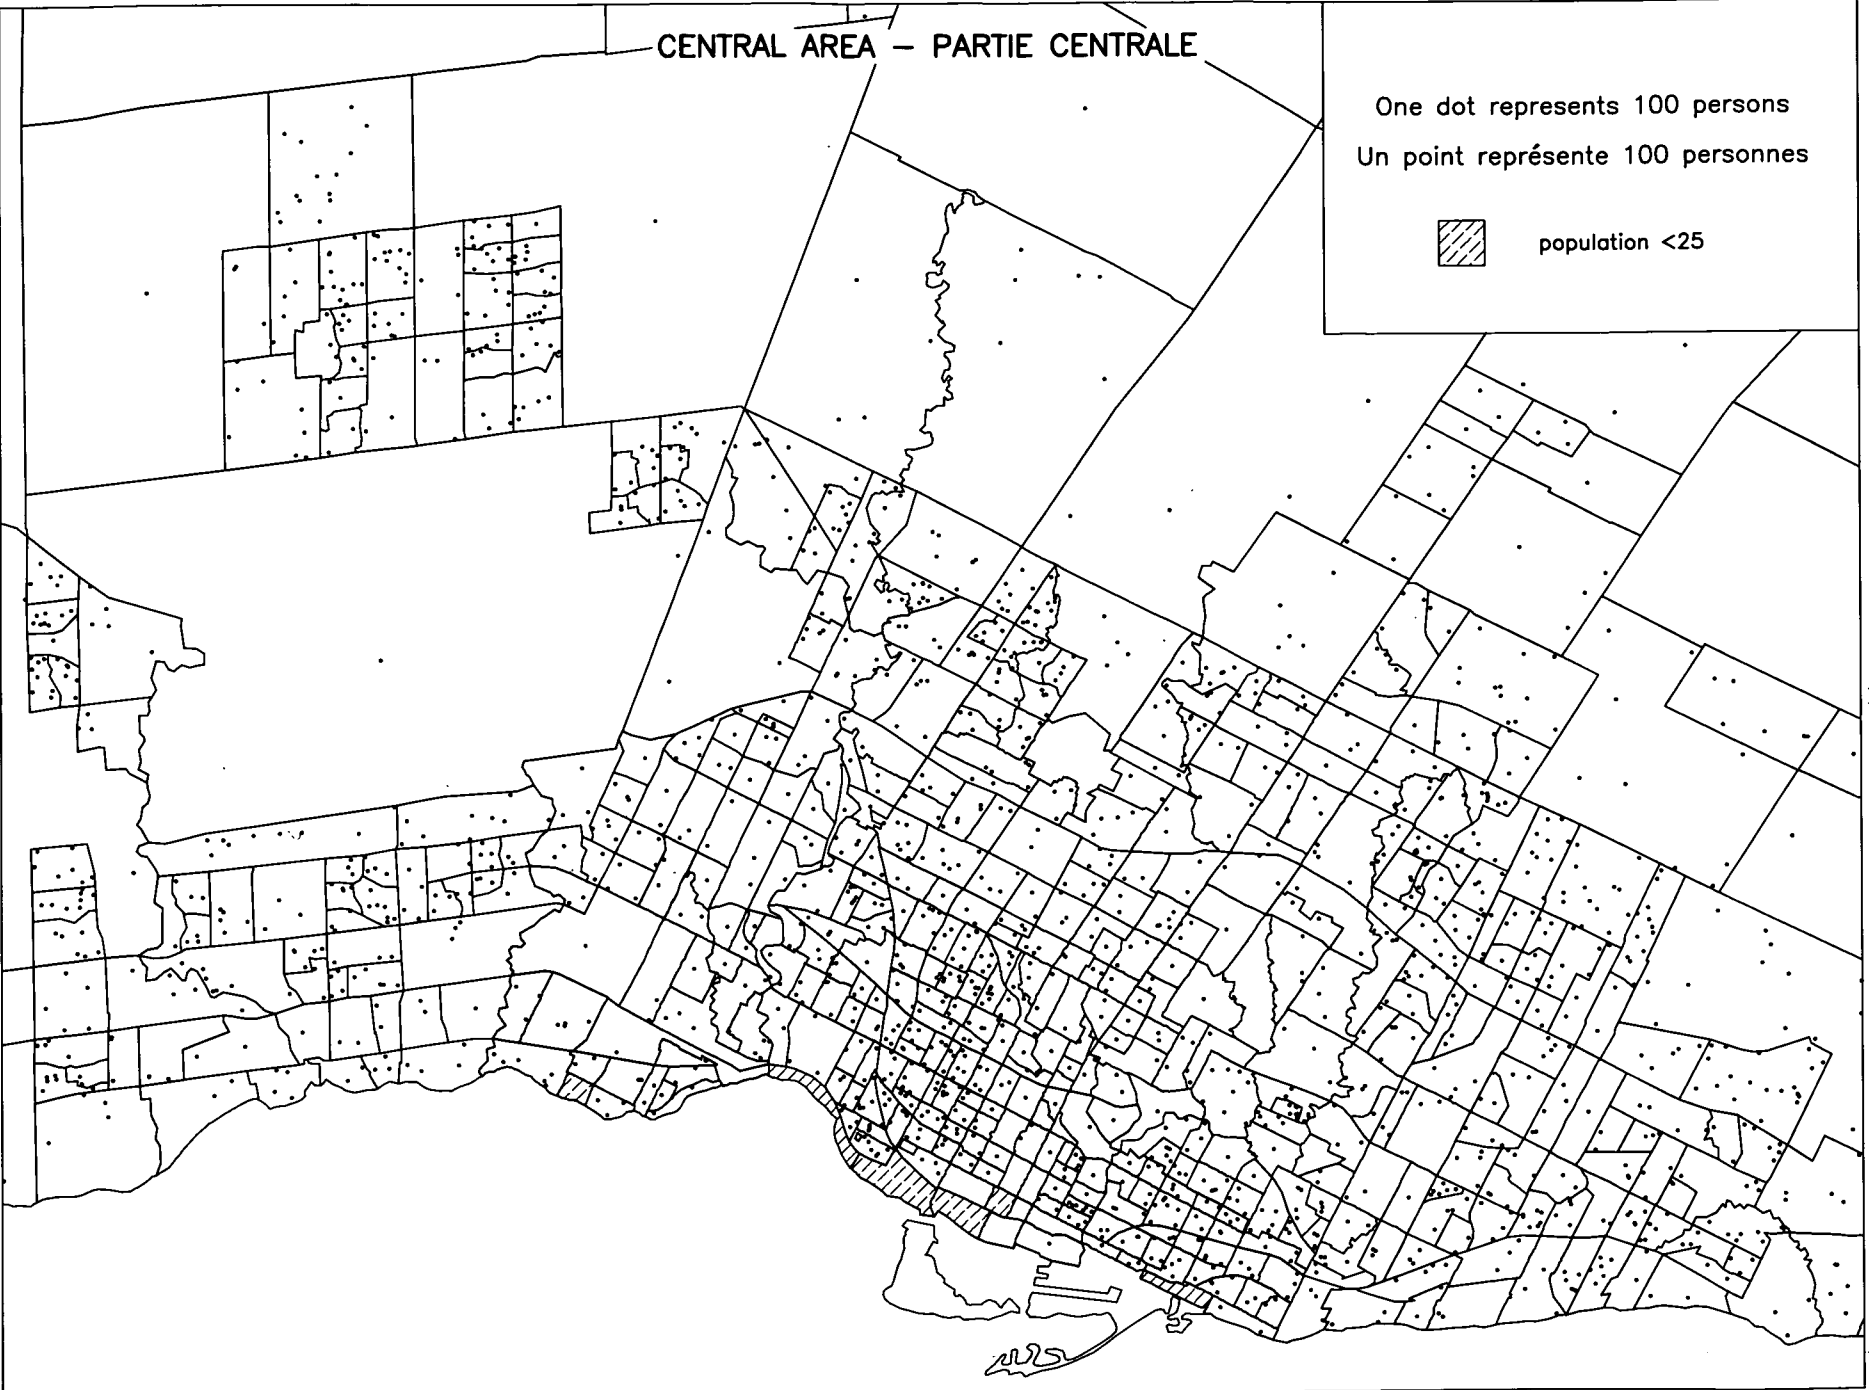 CENTRAL AREA – PARTIE CENTRALE
One dot represents 100 persons
Un point représente 100 personnes
population <25